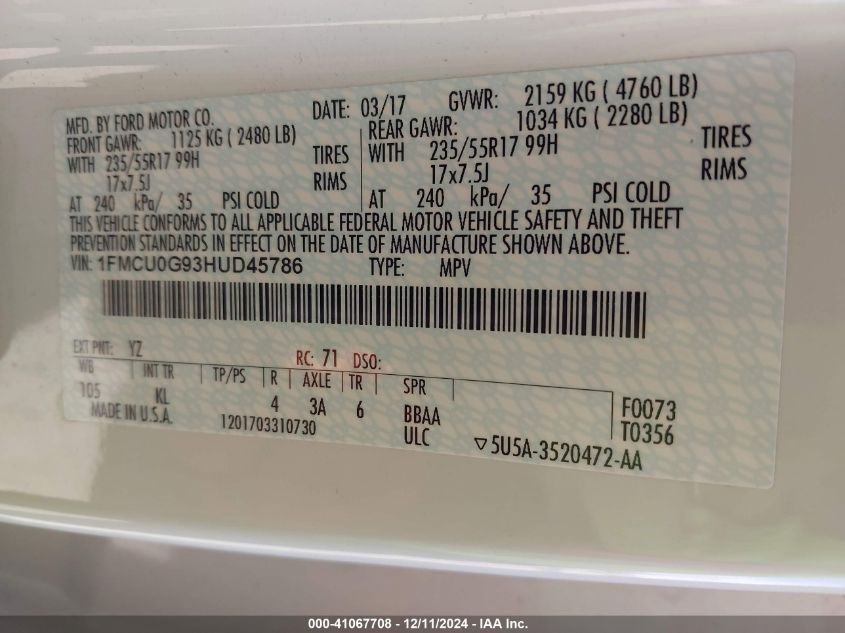 MFD. BY FORD MOTOR CO. DATE: 03/17 GVWR: 2159 KG ( 4760 LB)
FRONT GAWR: 1125 KG ( 2480 LB) REAR GAWR: 1034 KG ( 2280 LB)
WITH 235/55R17 99H TIRES WITH 235/55R17 99H TIRES
17x7.5J RIMS 17x7.5J RIMS
AT 240 kPa/ 35 PSI COLD AT 240 kPa/ 35 PSI COLD
THIS VEHICLE CONFORMS TO ALL APPLICABLE FEDERAL MOTOR VEHICLE SAFETY AND THEFT
PREVENTION STANDARDS IN EFFECT ON THE DATE OF MANUFACTURE SHOWN ABOVE.
VIN: 1FMCU0G93HUD45786 TYPE: MPV
EXT PNT: YZ RC: 71 DSO:
WB INT TR TP/PS R AXLE TR SPR
105 KL 4 3A 6 BBAA F0073
MADE IN U.S.A. 1201703310730 ULC T0356
▽5U5A-3520472-AA
000-41067708 - 12/11/2024 - IAA Inc.